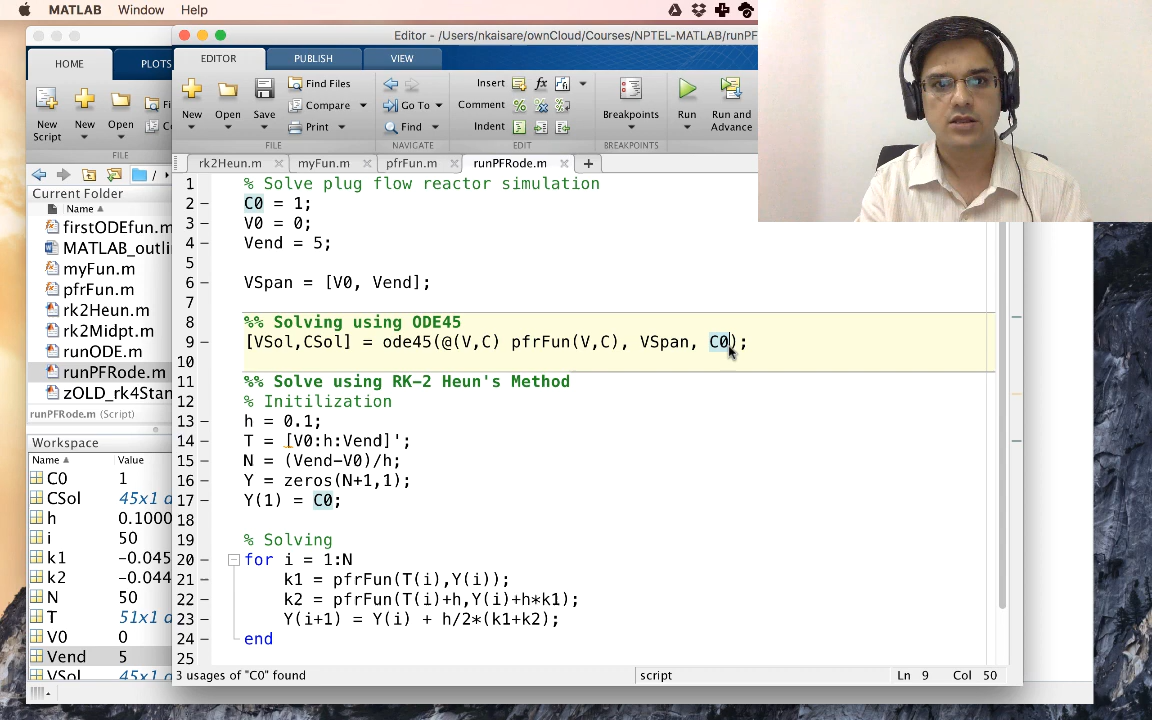 MATLAB Window Help
Editor - /Users/nkaisare/ownCloud/Courses/NPTEL-MATLAB/runPF
HOME PLOTS
EDITOR PUBLISH VIEW
New Script
New
Open
FILE
New
Open
Save
Find Files
Compare
Print
FILE
Go To
Find
NAVIGATE
Insert
Comment
Indent
EDIT
Breakpoints
BREAKPOINTS
Run
Run and Advance
rk2Heun.m myFun.m pfrFun.m runPFRode.m
Current Folder
Name
firstODEfun.m
MATLAB_outli
myFun.m
pfrFun.m
rk2Heun.m
rk2Midpt.m
runODE.m
runPFRode.m
zOLD_rk4Stan
runPFRode.m (Script)
Workspace
Name Value
C0 1
CSol 45x1 d
h 0.1000
i 50
k1 -0.045
k2 -0.044
N 50
T 51x1 d
V0 0
Vend 5
VSol 45x1 d
1 % Solve plug flow reactor simulation
2 C0 = 1;
3 V0 = 0;
4 Vend = 5;
5
6 VSpan = [V0, Vend];
7
8 %% Solving using ODE45
9 [VSol,CSol] = ode45(@(V,C) pfrFun(V,C), VSpan, C0);
10
11 %% Solve using RK-2 Heun's Method
12 % Initilization
13 h = 0.1;
14 T = [V0:h:Vend]';
15 N = (Vend-V0)/h;
16 Y = zeros(N+1,1);
17 Y(1) = C0;
18
19 % Solving
20 for i = 1:N
21 k1 = pfrFun(T(i),Y(i));
22 k2 = pfrFun(T(i)+h,Y(i)+h*k1);
23 Y(i+1) = Y(i) + h/2*(k1+k2);
24 end
25
3 usages of "C0" found script Ln 9 Col 50